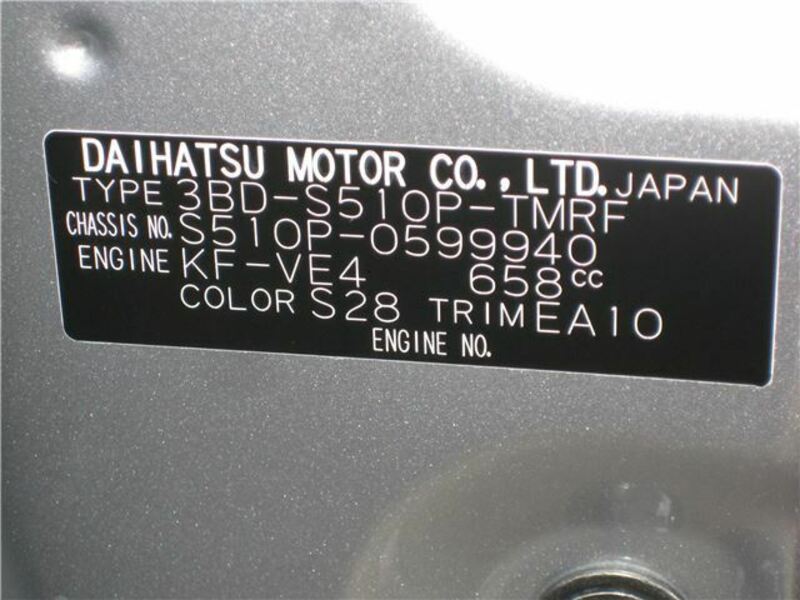 DAIHATSU MOTOR CO., LTD. JAPAN
TYPE 3BD-S510P-TMRF
CHASSIS NO. S510P-0599940
ENGINE KF-VE4 658cc
COLOR S28 TRIM EA10
ENGINE NO.